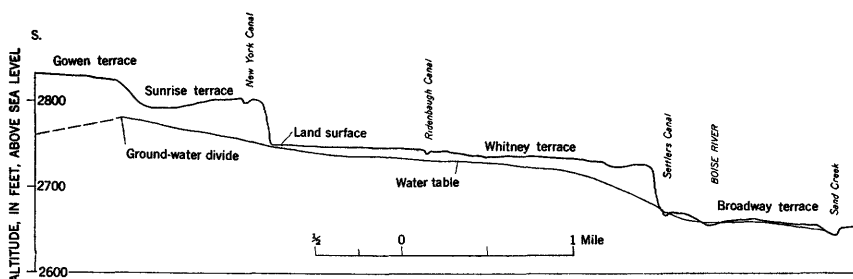 S.
Gowen terrace
New York Canal
Sunrise terrace
2800
Ridenbaugh Canal
Land surface
Whitney terrace
Settlers Canal
BOISE RIVER
Ground-water divide
Water table
Broadway terrace
Sand Creek
2700
½ 0 1 Mile
2600
ALTITUDE, IN FEET, ABOVE SEA LEVEL